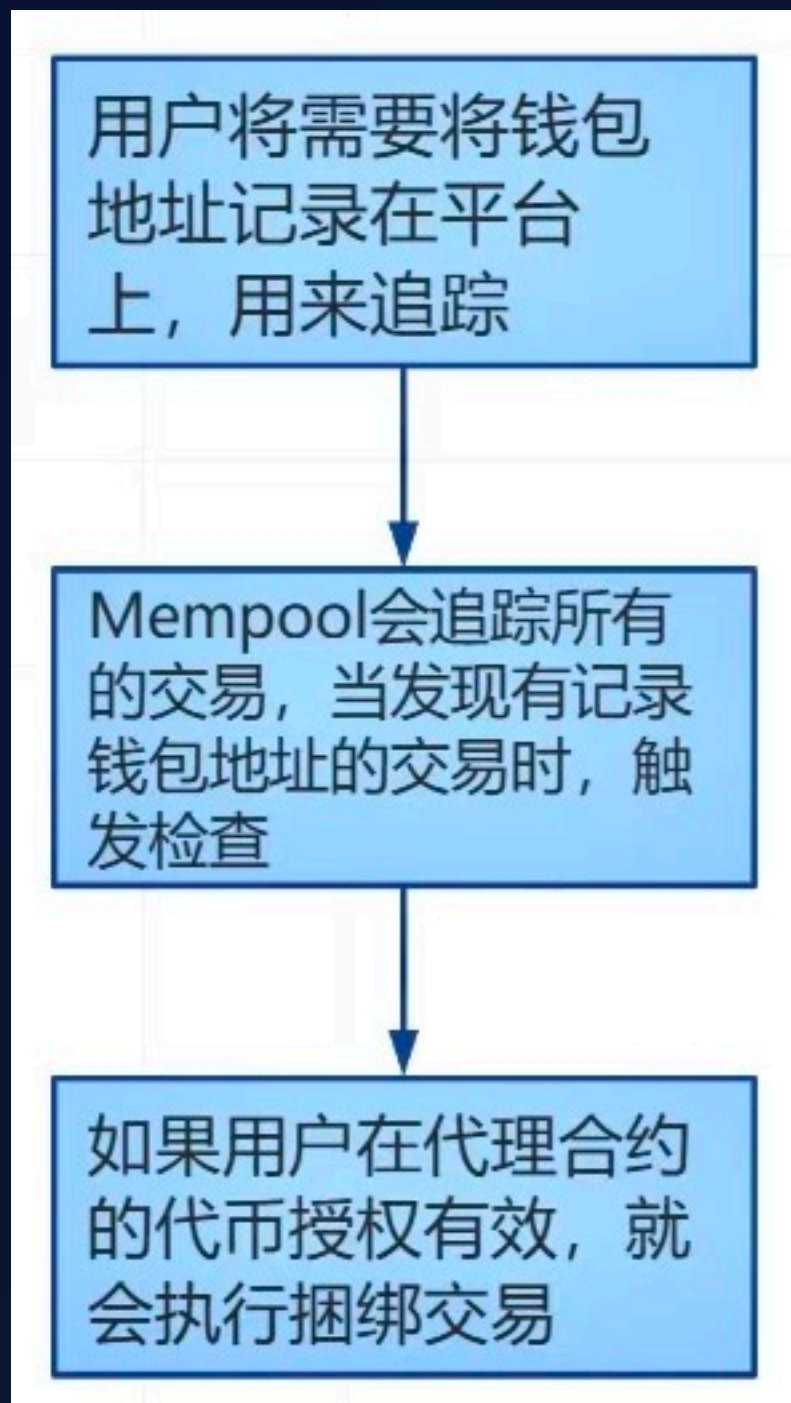 用户将需要将钱包
地址记录在平台
上，用来追踪
Mempool会追踪所有
的交易，当发现有记录
钱包地址的交易时，触
发检查
如果用户在代理合约
的代币授权有效，就
会执行捆绑交易